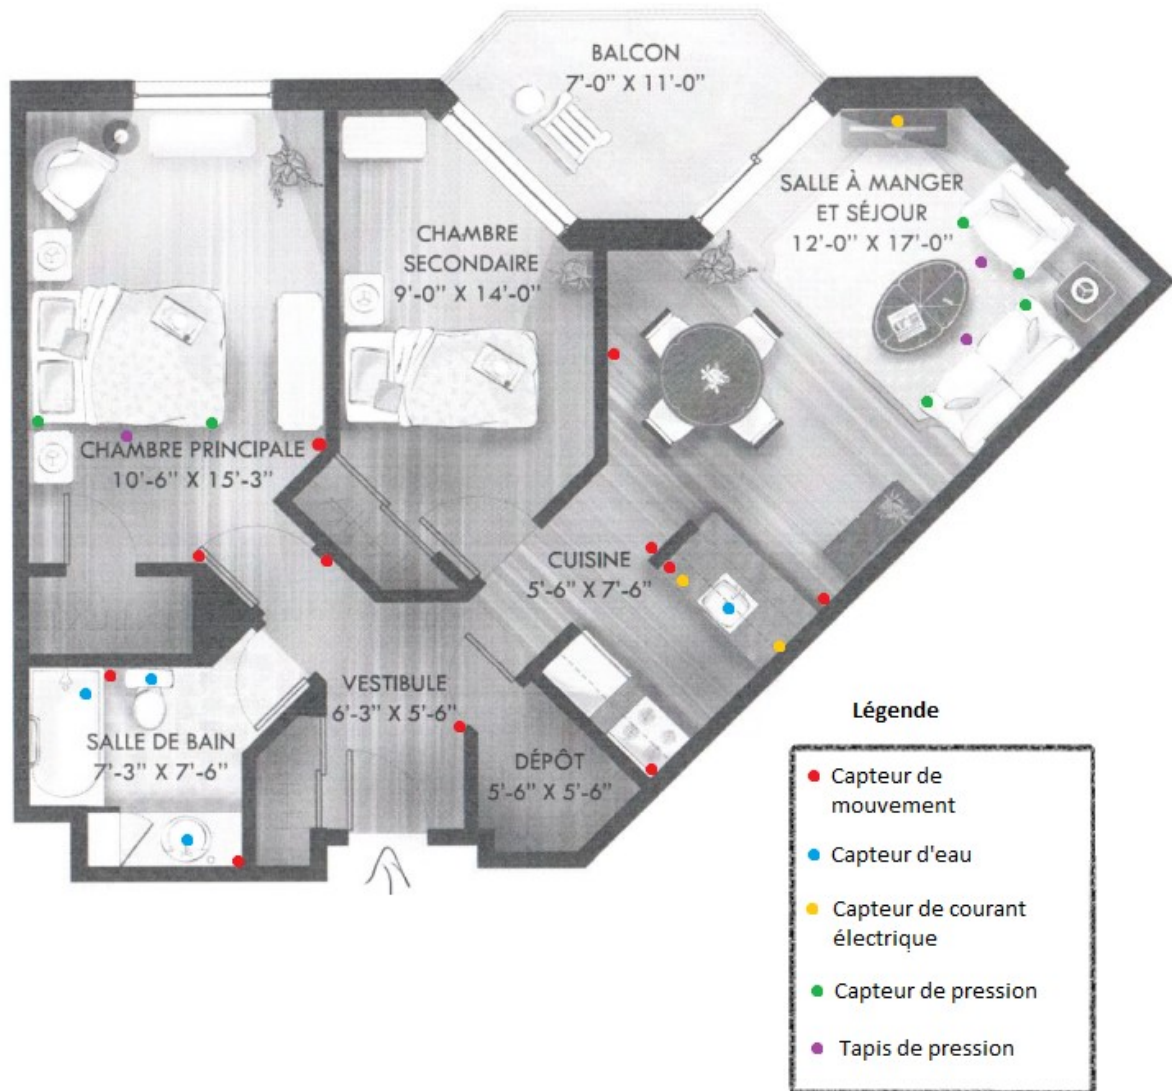 BALCON
7'-0" X 11'-0"
SALLE À MANGER
ET SÉJOUR
12'-0" X 17'-0"
CHAMBRE
SECONDAIRE
9'-0" X 14'-0"
CHAMBRE PRINCIPALE
10'-6" X 15'-3"
CUISINE
5'-6" X 7'-6"
VESTIBULE
6'-3" X 5'-6"
SALLE DE BAIN
7'-3" X 7'-6"
DÉPÔT
5'-6" X 5'-6"
Légende
Capteur de
mouvement
Capteur d'eau
Capteur de courant
électrique
Capteur de pression
Tapis de pression